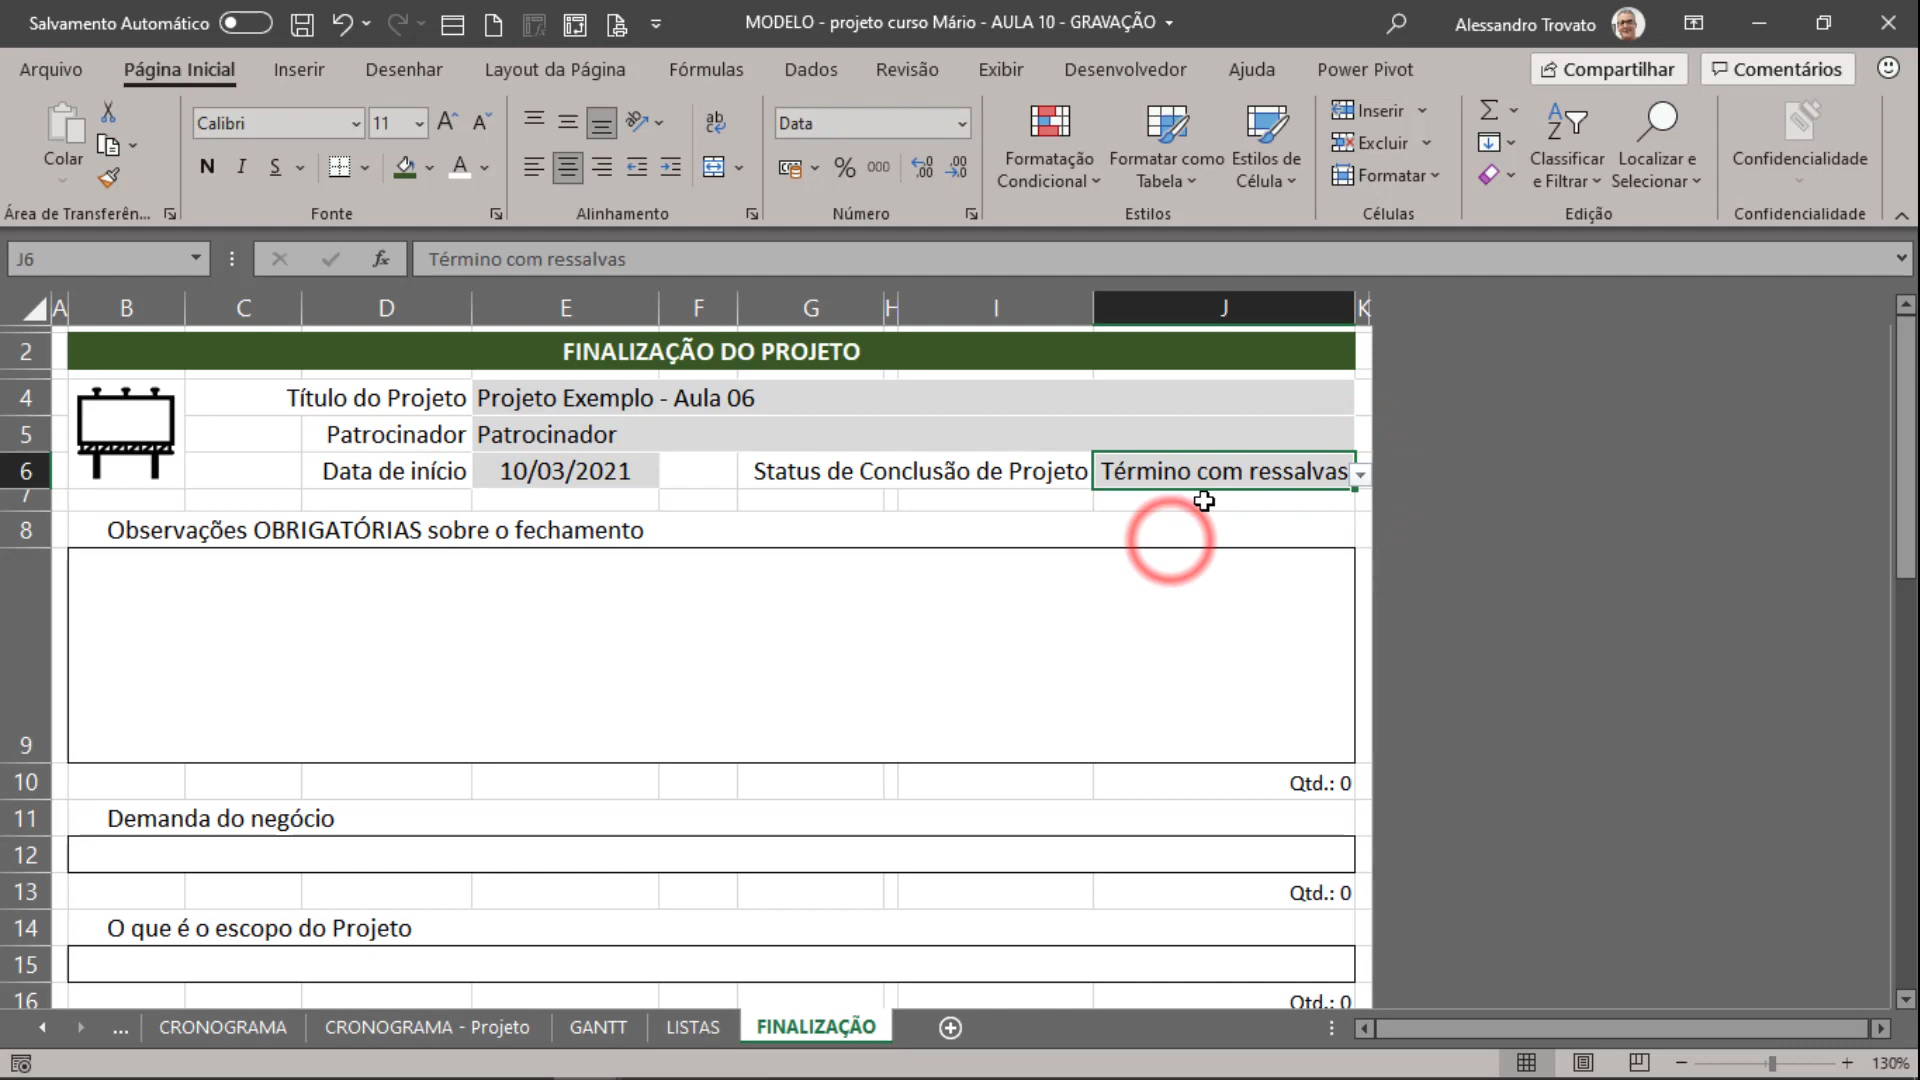 Salvamento Automático
MODELO - projeto curso Mário - AULA 10 - GRAVAÇÃO
Alessandro Trovato
Arquivo Página Inicial Inserir Desenhar Layout da Página Fórmulas Dados Revisão Exibir Desenvolvedor Ajuda Power Pivot
Compartilhar Comentários
Colar
Calibri 11
N I S
ab
Data
% 000
Formatação Condicional
Formatar como Tabela
Estilos de Célula
Inserir
Excluir
Formatar
Classificar e Filtrar
Localizar e Selecionar
Confidencialidade
Área de Transferên... Fonte Alinhamento Número Estilos Células Edição Confidencialidade
J6 fx Término com ressalvas
A B C D E F G H I J K
2 FINALIZAÇÃO DO PROJETO
4 Título do Projeto Projeto Exemplo - Aula 06
5 Patrocinador Patrocinador
6 Data de início 10/03/2021 Status de Conclusão de Projeto Término com ressalvas
7
8 Observações OBRIGATÓRIAS sobre o fechamento
9
10 Qtd.: 0
11 Demanda do negócio
12
13 Qtd.: 0
14 O que é o escopo do Projeto
15
16 Qtd.: 0
... CRONOGRAMA CRONOGRAMA - Projeto GANTT LISTAS FINALIZAÇÃO
130%